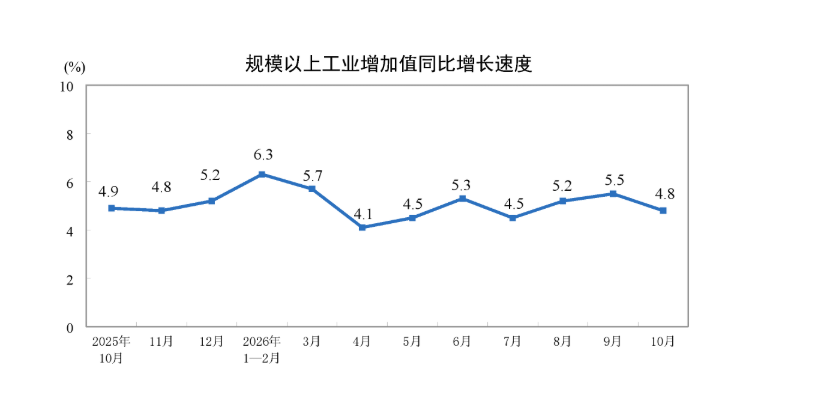 规模以上工业增加值同比增长速度
(%)
10
8
6
4
2
0
4.9
4.8
5.2
6.3
5.7
4.1
4.5
5.3
4.5
5.2
5.5
4.8
2025年
10月
11月
12月
2026年
1—2月
3月
4月
5月
6月
7月
8月
9月
10月